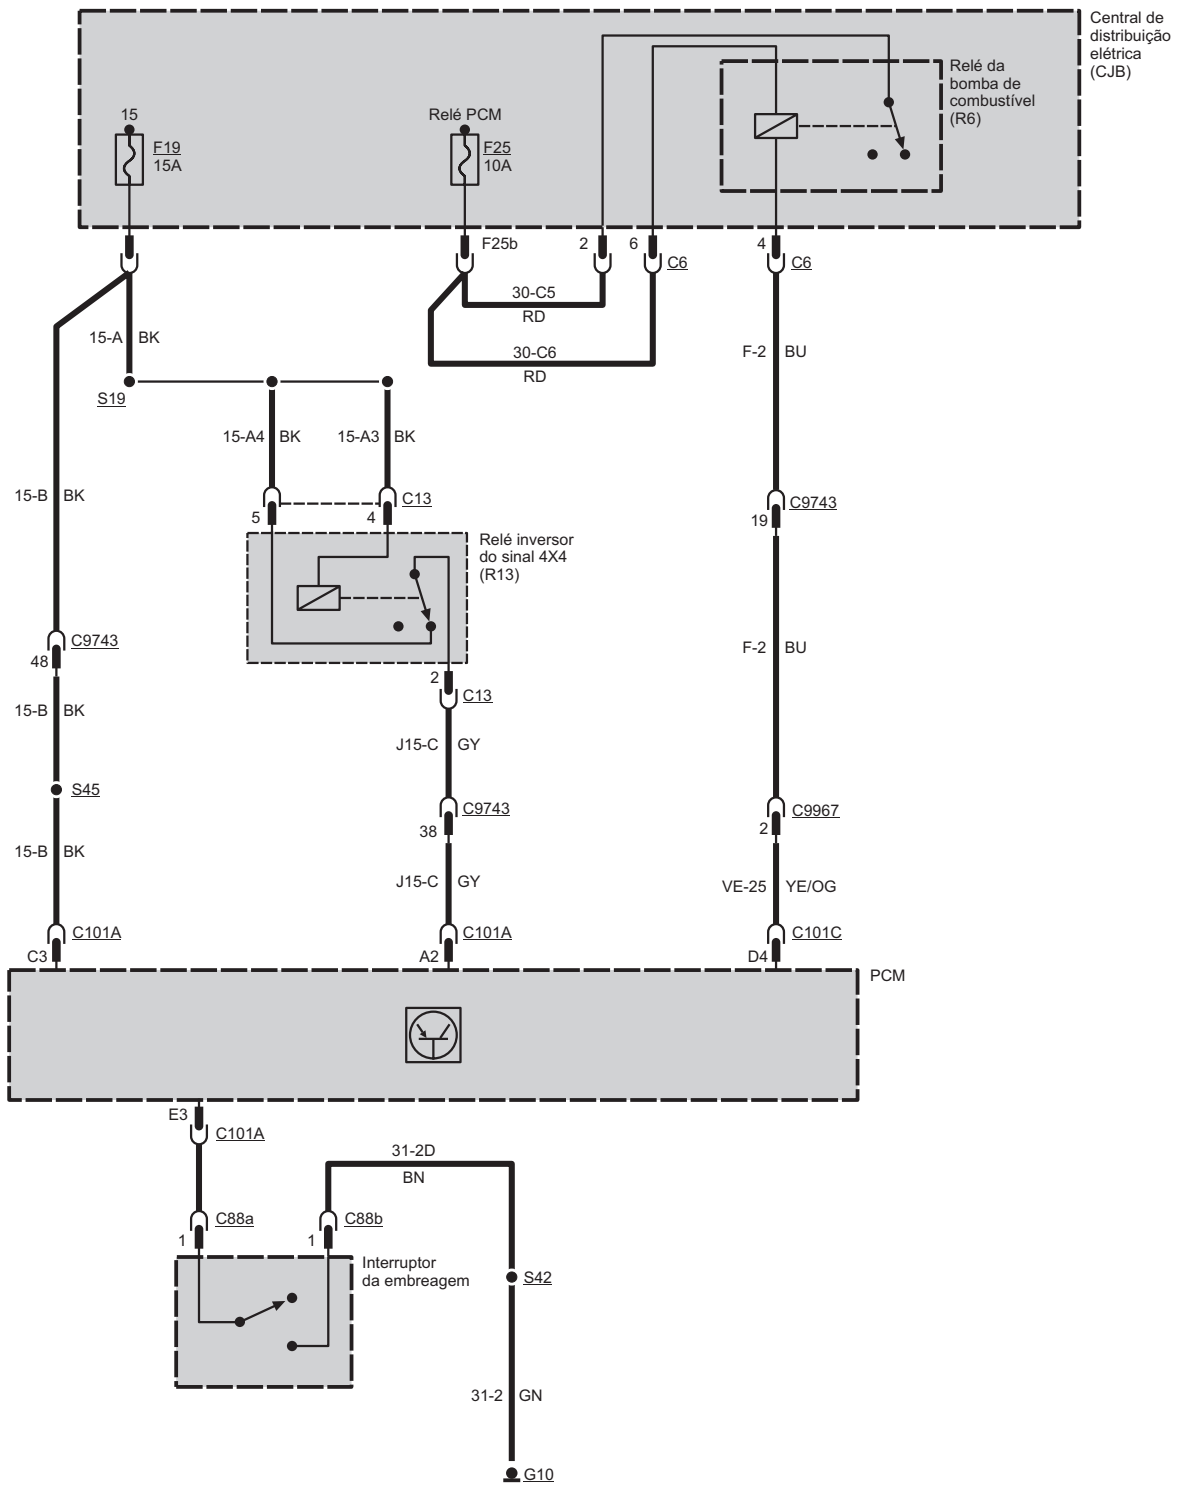 Central de
distribuição
elétrica
(CJB)
Relé da
bomba de
combustível
(R6)
15
F19
15A
Relé PCM
F25
10A
F25b
2
6
C6
4
C6
30-C5
RD
30-C6
RD
15-A BK
S19
F-2 BU
15-A4 BK
15-A3 BK
15-B BK
C13
5
4
C9743
19
Relé inversor
do sinal 4X4
(R13)
C9743
48
F-2 BU
2
C13
15-B BK
J15-C GY
S45
C9743
38
C9967
2
15-B BK
J15-C GY
VE-25 YE/OG
C101A
C3
C101A
A2
C101C
D4
PCM
E3
C101A
31-2D
BN
C88a
1
C88b
1
Interruptor
da embreagem
S42
31-2 GN
G10